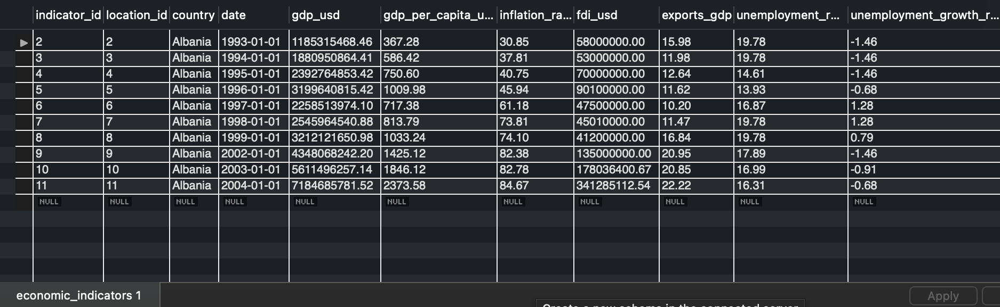 indicator_id location_id country date gdp_usd gdp_per_capita_u... inflation_ra... fdi_usd exports_gdp unemployment_r... unemployment_growth_r...
2 2 Albania 1993-01-01 1185315468.46 367.28 30.85 58000000.00 15.98 19.78 -1.46
3 3 Albania 1994-01-01 1880950864.41 586.42 37.81 53000000.00 11.98 19.78 -1.46
4 4 Albania 1995-01-01 2392764853.42 750.60 40.75 70000000.00 12.64 14.61 -1.46
5 5 Albania 1996-01-01 3199640815.42 1009.98 45.94 90100000.00 11.62 13.93 -0.68
6 6 Albania 1997-01-01 2258513974.10 717.38 61.18 47500000.00 10.20 16.87 1.28
7 7 Albania 1998-01-01 2545964540.88 813.79 73.81 45010000.00 11.47 19.78 1.28
8 8 Albania 1999-01-01 3212121650.98 1033.24 74.10 41200000.00 16.84 19.78 0.79
9 9 Albania 2002-01-01 4348068242.20 1425.12 82.38 135000000.00 20.95 17.89 -1.46
10 10 Albania 2003-01-01 5611496257.14 1846.12 82.78 178036400.67 20.85 16.99 -0.91
11 11 Albania 2004-01-01 7184685781.52 2373.58 84.67 341285112.54 22.22 16.31 -0.68
NULL NULL NULL NULL NULL NULL NULL NULL NULL NULL NULL
economic_indicators 1 Apply
Create a new schema in the connected server